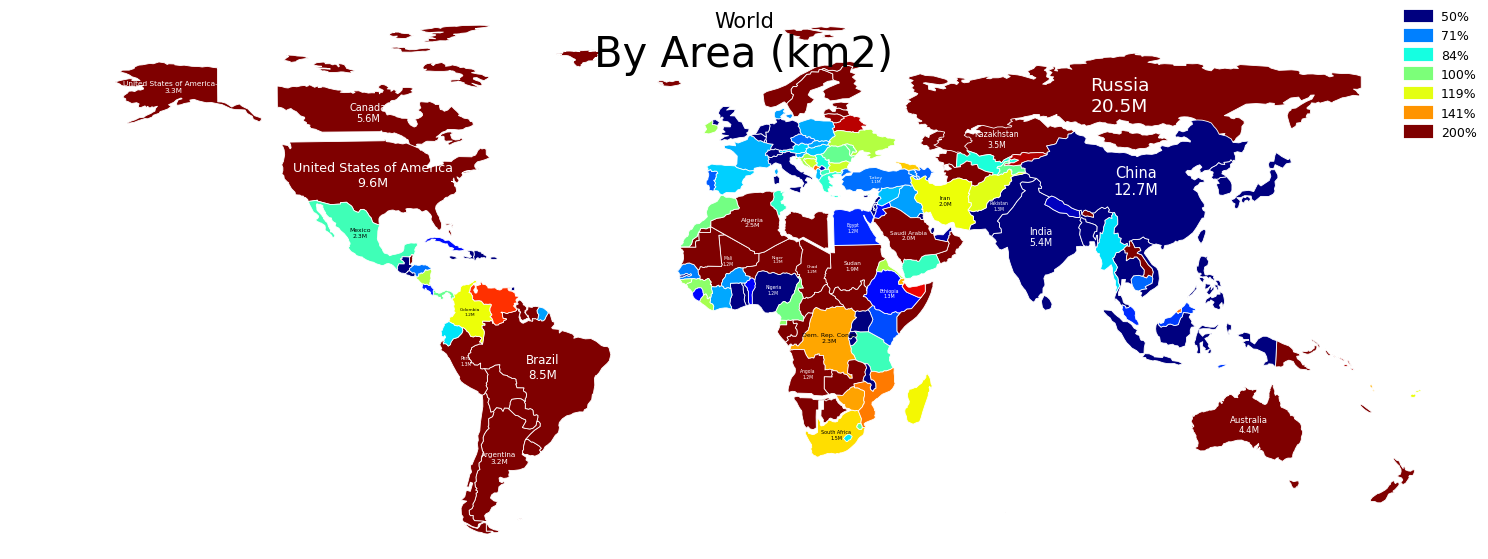 World
By Area (km2)
50%
71%
84%
100%
119%
141%
200%
United States of America
3.3M
Canada
5.6M
United States of America
9.6M
Mexico
2.3M
Colombia
1.2M
Peru
1.3M
Brazil
8.5M
Argentina
3.2M
Russia
20.5M
Kazakhstan
3.5M
China
12.7M
Turkey
1.1M
Iran
2.0M
Pakistan
1.3M
India
5.4M
Algeria
2.5M
Egypt
1.2M
Saudi Arabia
2.0M
Mali
1.2M
Niger
1.2M
Chad
1.2M
Sudan
1.9M
Nigeria
1.2M
Ethiopia
1.3M
Dem. Rep. Con
2.3M
Angola
1.2M
South Africa
1.5M
Australia
4.4M